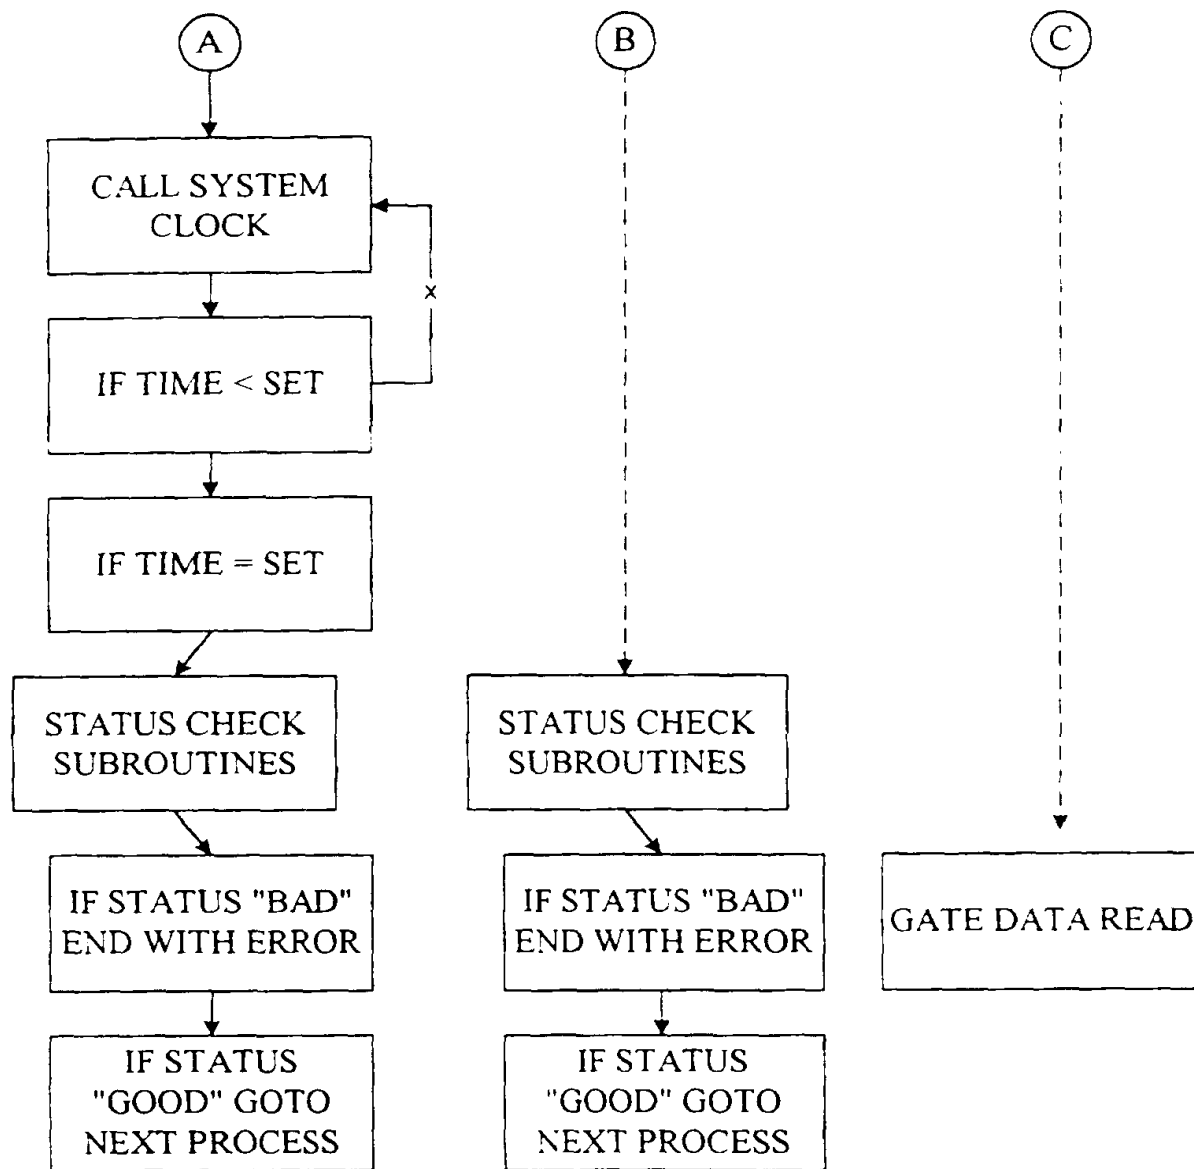 A
B
C
CALL SYSTEM
CLOCK
x
IF TIME < SET
IF TIME = SET
STATUS CHECK
SUBROUTINES
STATUS CHECK
SUBROUTINES
IF STATUS "BAD"
END WITH ERROR
IF STATUS "BAD"
END WITH ERROR
GATE DATA READ
IF STATUS
"GOOD" GOTO
NEXT PROCESS
IF STATUS
"GOOD" GOTO
NEXT PROCESS